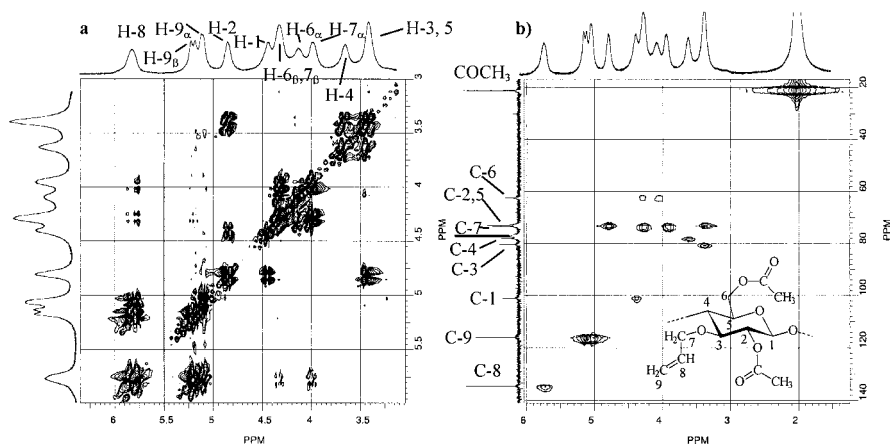 a
H-8
H-9α
H-9β
H-2
H-1
H-6α
H-7α
H-6β,7β
H-4
H-3, 5
3
3.5
4
4.5
5
5.5
PPM
6
5.5
5
4.5
4
3.5
PPM
b)
COCH3
C-6
C-2,5
C-7
C-4
C-3
C-1
C-9
C-8
20
40
60
80
100
120
140
PPM
6
5
4
3
2
PPM
O
C
CH3
6
O
4
5
O
H2C
7
O
3
2
1
O
H2C
CH
9
8
O
O
C
CH3